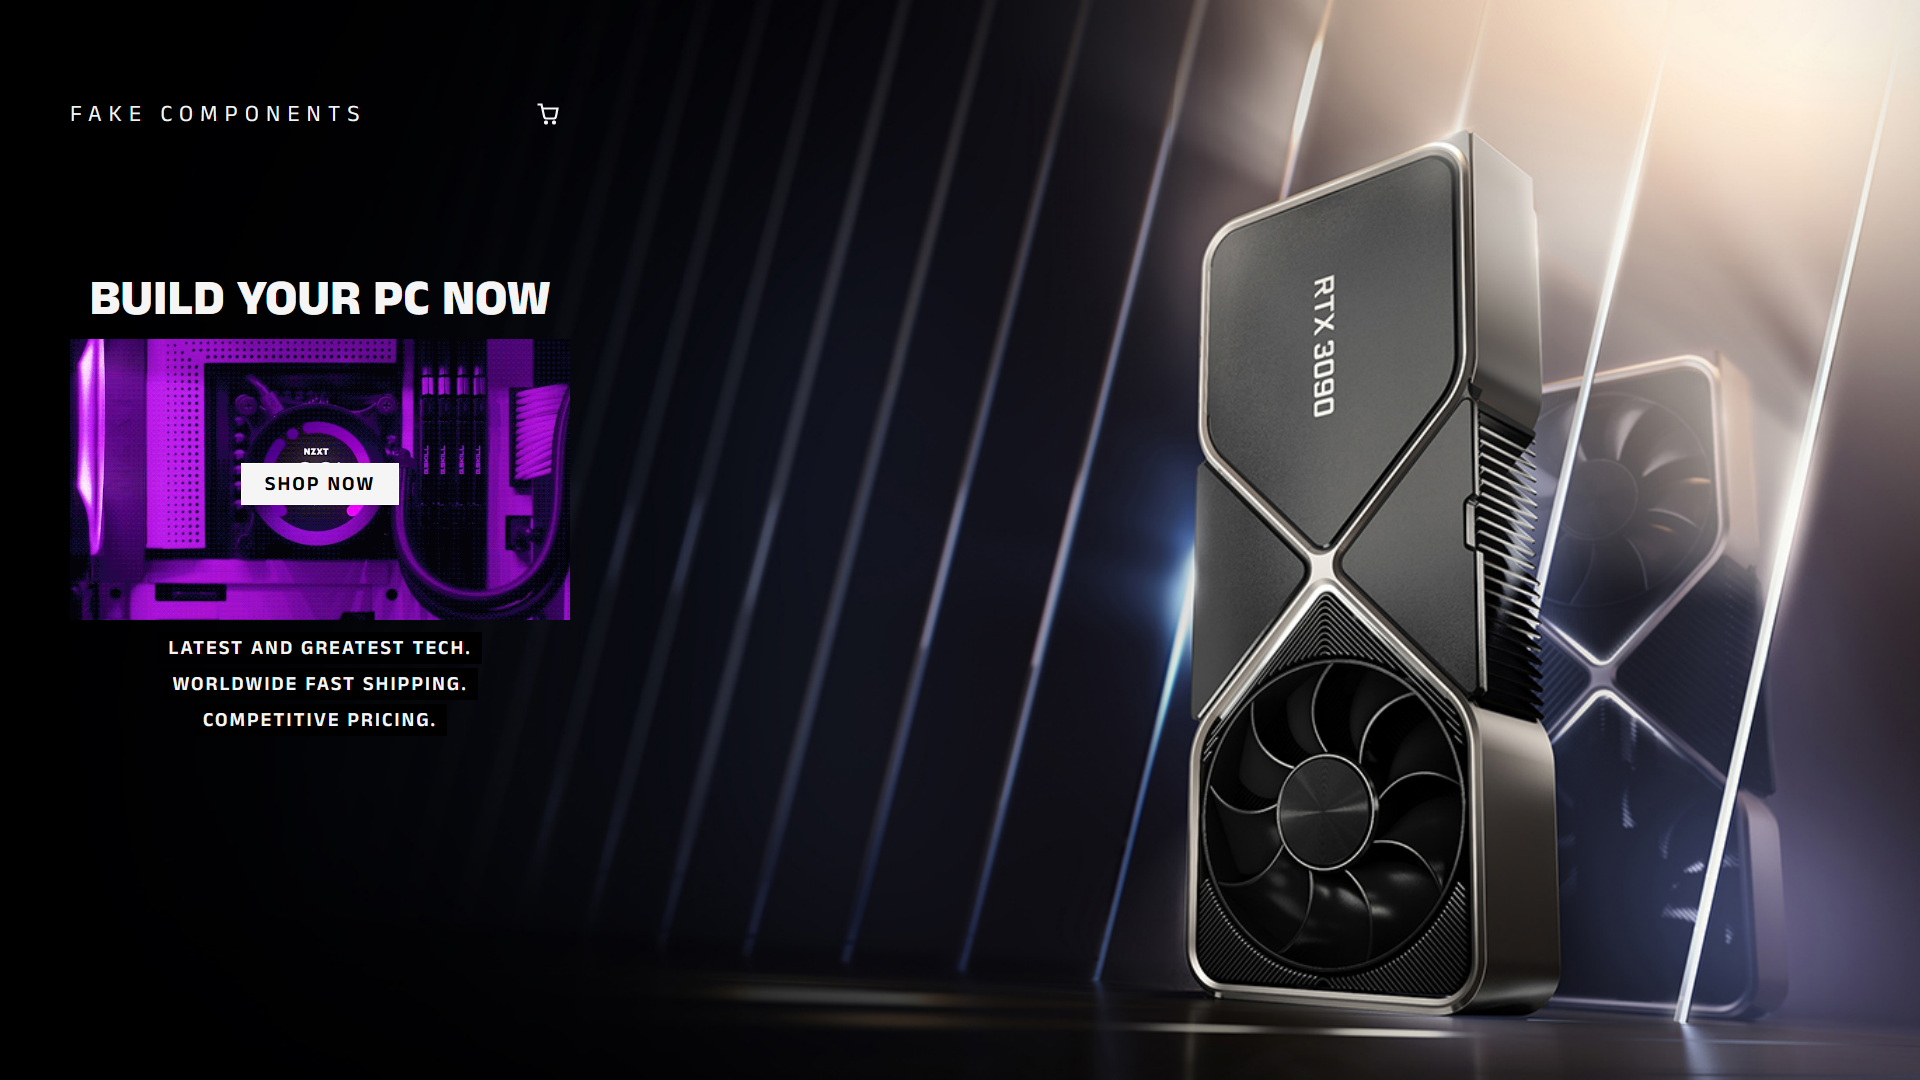 FAKE COMPONENTS
BUILD YOUR PC NOW
NZXT
SHOP NOW
LATEST AND GREATEST TECH.
WORLDWIDE FAST SHIPPING.
COMPETITIVE PRICING.
RTX 3090